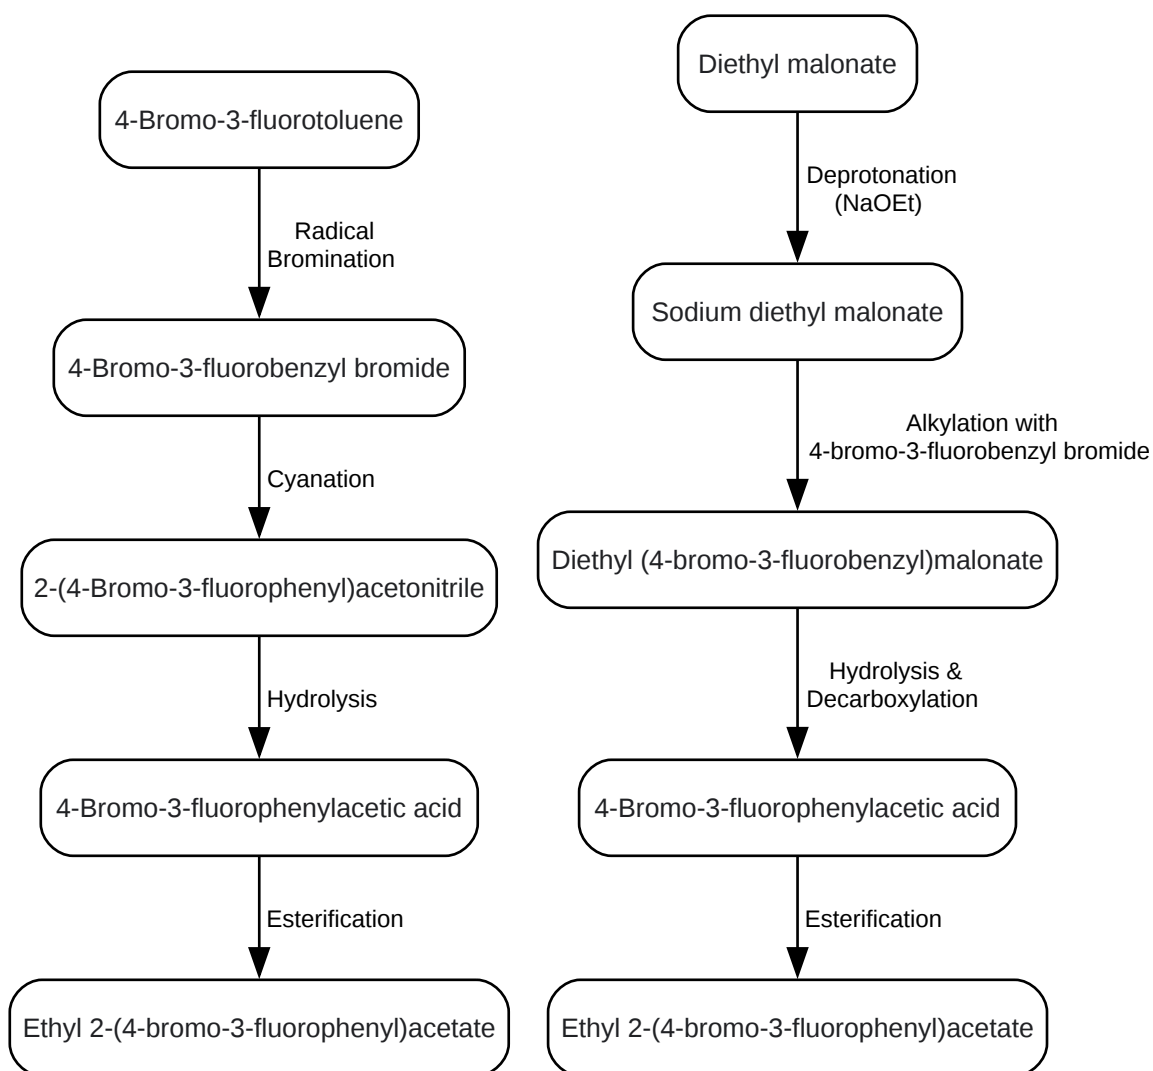 4-Bromo-3-fluorotoluene
Radical
Bromination
4-Bromo-3-fluorobenzyl bromide
Cyanation
2-(4-Bromo-3-fluorophenyl)acetonitrile
Hydrolysis
4-Bromo-3-fluorophenylacetic acid
Esterification
Ethyl 2-(4-bromo-3-fluorophenyl)acetate
Diethyl malonate
Deprotonation
(NaOEt)
Sodium diethyl malonate
Alkylation with
4-bromo-3-fluorobenzyl bromide
Diethyl (4-bromo-3-fluorobenzyl)malonate
Hydrolysis &
Decarboxylation
4-Bromo-3-fluorophenylacetic acid
Esterification
Ethyl 2-(4-bromo-3-fluorophenyl)acetate